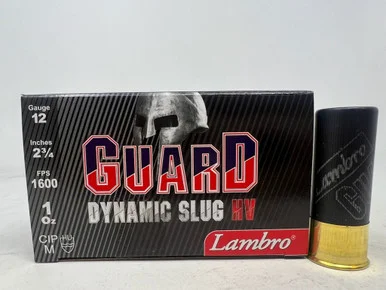 Gauge
12
Inches
2¾
FPS
1600
1
oz
CIP
M
GUARD
DYNAMIC SLUG HV
Lambro®
Lambro